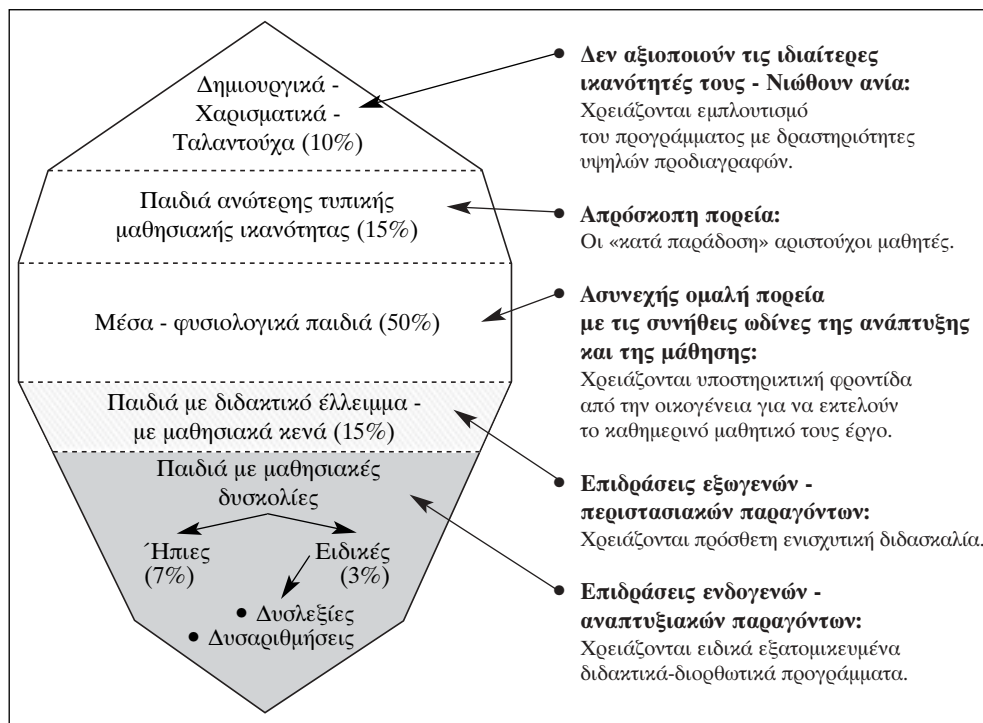 Δημιουργικά -
Χαρισματικά -
Ταλαντούχα (10%)
Παιδιά ανώτερης τυπικής
μαθησιακής ικανότητας (15%)
Μέσα - φυσιολογικά παιδιά (50%)
Παιδιά με διδακτικό έλλειμμα -
με μαθησιακά κενά (15%)
Παιδιά με μαθησιακές
δυσκολίες
Ήπιες
(7%)
Ειδικές
(3%)
• Δυσλεξίες
• Δυσαριθμήσεις
• Δεν αξιοποιούν τις ιδιαίτερες
ικανότητές τους - Νιώθουν ανία:
Χρειάζονται εμπλουτισμό
του προγράμματος με δραστηριότητες
υψηλών προδιαγραφών.
• Απρόσκοπη πορεία:
Οι «κατά παράδοση» αριστούχοι μαθητές.
• Ασυνεχής ομαλή πορεία
με τις συνήθεις ωδίνες της ανάπτυξης
και της μάθησης:
Χρειάζονται υποστηρικτική φροντίδα
από την οικογένεια για να εκτελούν
το καθημερινό μαθητικό τους έργο.
• Επιδράσεις εξωγενών -
περιστασιακών παραγόντων:
Χρειάζονται πρόσθετη ενισχυτική διδασκαλία.
• Επιδράσεις ενδογενών -
αναπτυξιακών παραγόντων:
Χρειάζονται ειδικά εξατομικευμένα
διδακτικά-διορθωτικά προγράμματα.